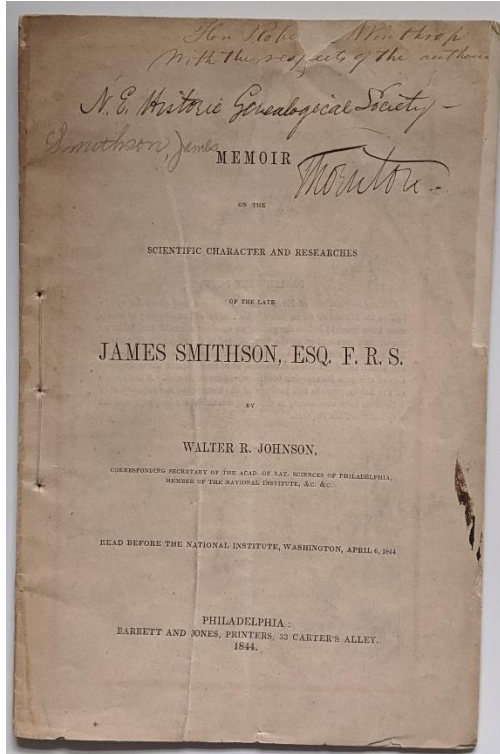 Hon Robe Winthrop
With the respects of the author
N. E. Historic Genealogical Society -
Smithson, James
MEMOIR
Thornton -
ON THE
SCIENTIFIC CHARACTER AND RESEARCHES
OF THE LATE
JAMES SMITHSON, ESQ. F. R. S.
BY
WALTER R. JOHNSON,
CORRESPONDING SECRETARY OF THE ACAD. OF NAT. SCIENCES OF PHILADELPHIA,
MEMBER OF THE NATIONAL INSTITUTE, &C. &C.
READ BEFORE THE NATIONAL INSTITUTE, WASHINGTON, APRIL 6, 1844
PHILADELPHIA:
BARRETT AND JONES, PRINTERS, 33 CARTER'S ALLEY.
1844.